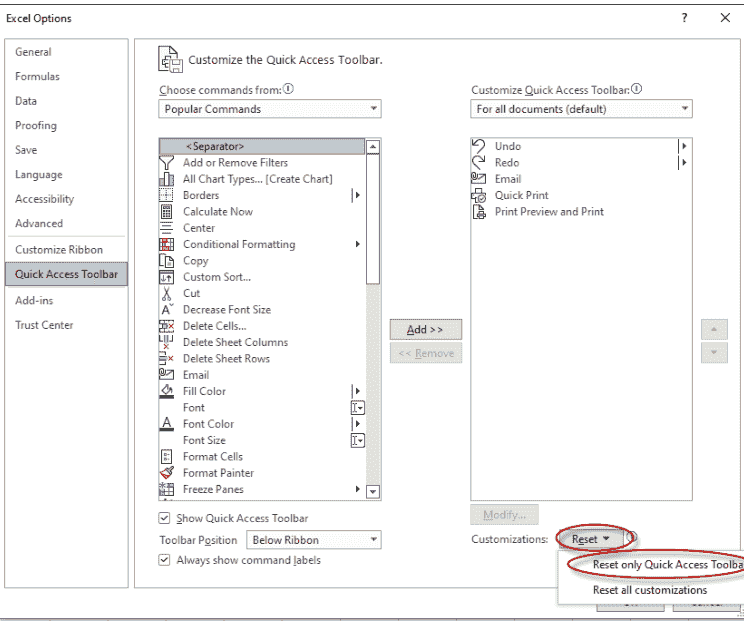 Excel Options
?
General
Formulas
Data
Proofing
Save
Language
Accessibility
Advanced
Customize Ribbon
Quick Access Toolbar
Add-ins
Trust Center
Customize the Quick Access Toolbar.
Choose commands from:
Popular Commands
<Separator>
Add or Remove Filters
All Chart Types... [Create Chart]
Borders
Calculate Now
Center
Conditional Formatting
Copy
Custom Sort...
Cut
Decrease Font Size
Delete Cells...
Delete Sheet Columns
Delete Sheet Rows
Email
Fill Color
Font
Font Color
Font Size
Format Cells
Format Painter
Freeze Panes
Show Quick Access Toolbar
Toolbar Position Below Ribbon
Always show command labels
Add >>
<< Remove
Customize Quick Access Toolbar:
For all documents (default)
Undo
Redo
Email
Quick Print
Print Preview and Print
Modify...
Customizations: Reset
Reset only Quick Access Toolba
Reset all customizations